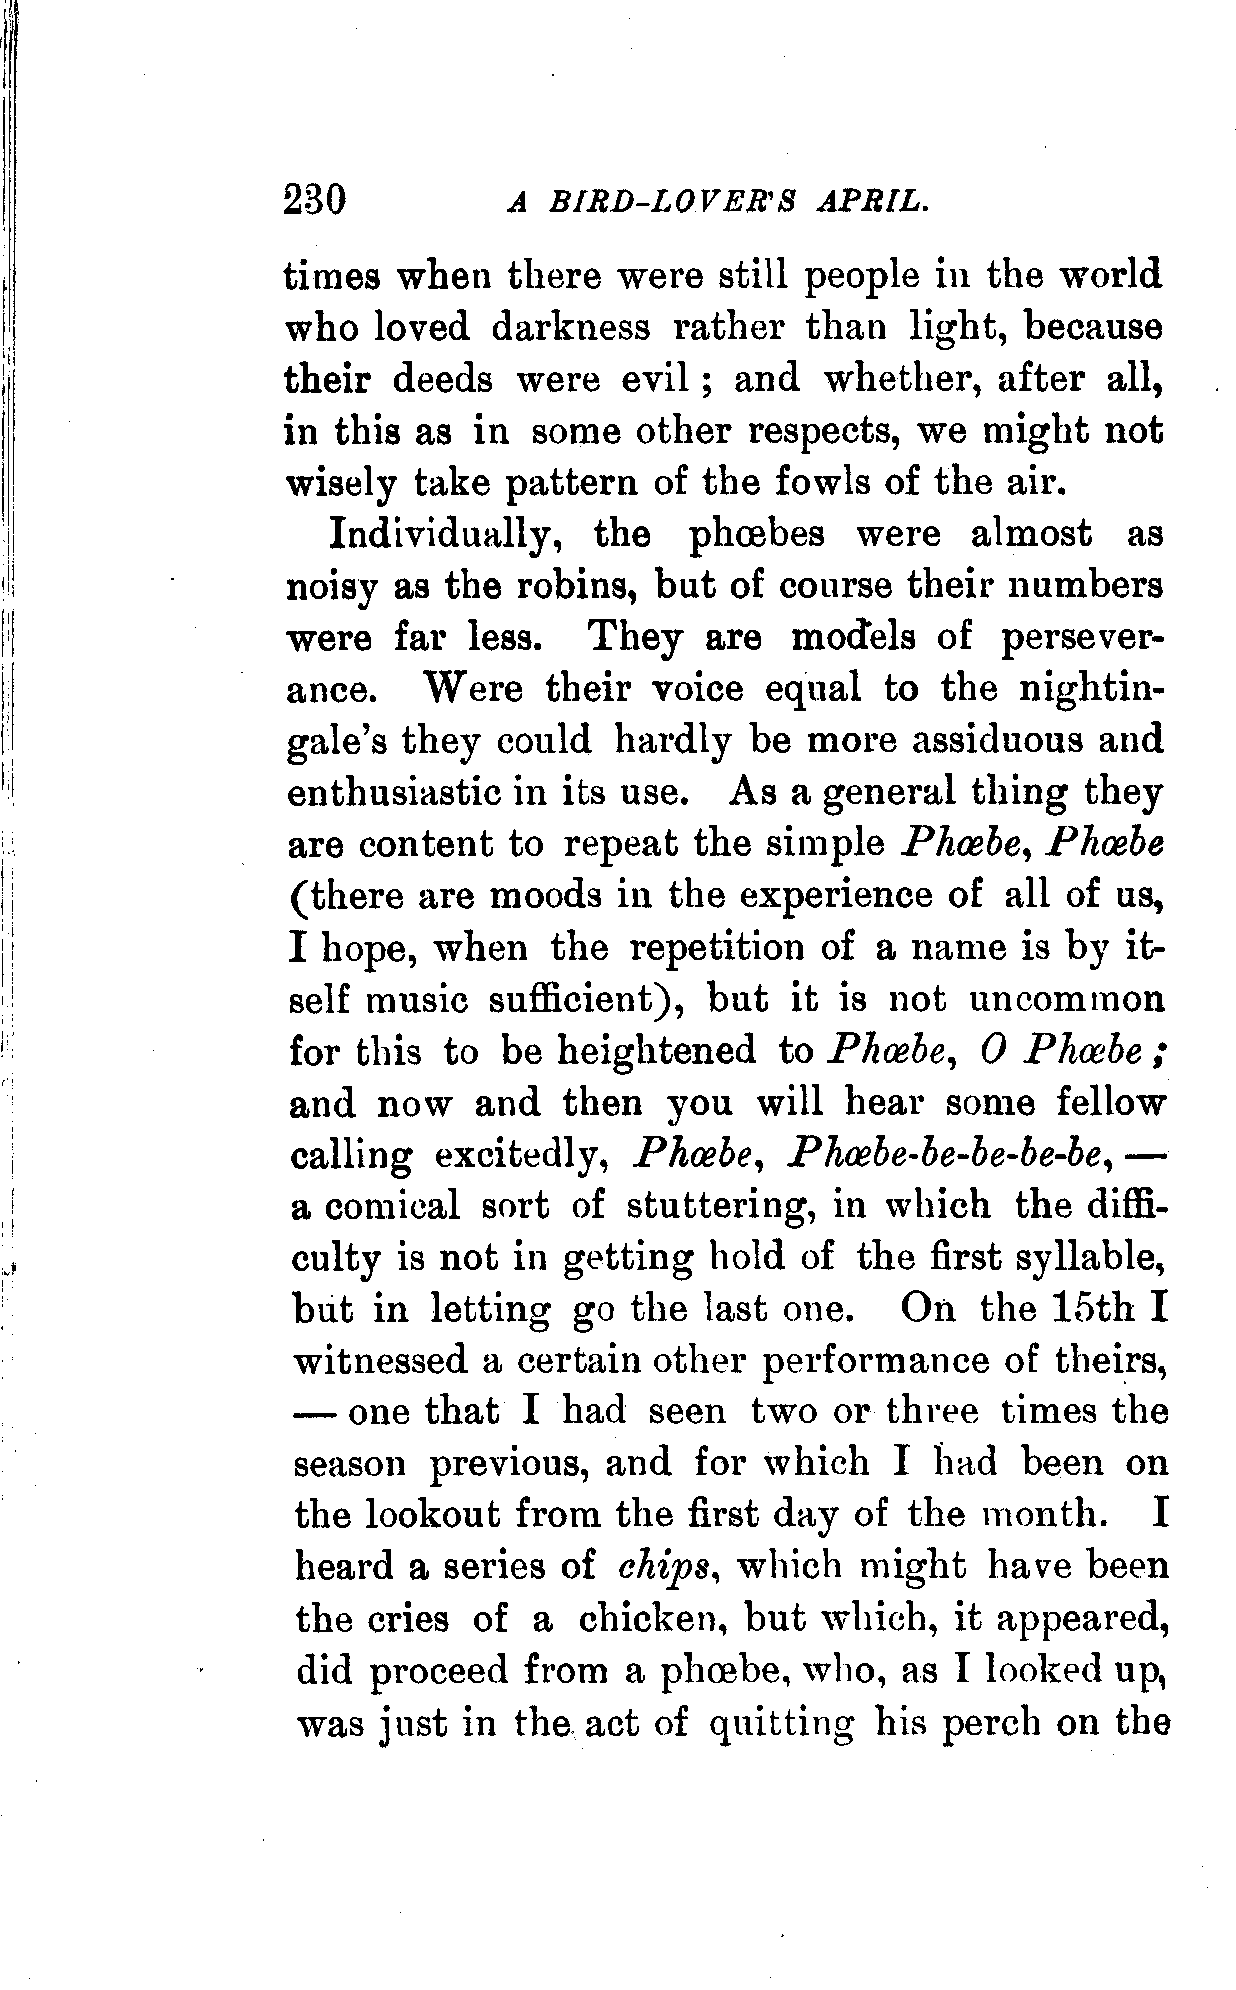 230 A BIRD-LOVER'S APRIL.
times when there were still people in the world
who loved darkness rather than light, because
their deeds were evil ; and whether, after all,
in this as in some other respects, we might not
wisely take pattern of the fowls of the air.
Individually, the phœbes were almost as
noisy as the robins, but of course their numbers
were far less. They are models of persever-
ance. Were their voice equal to the nightin-
gale's they could hardly be more assiduous and
enthusiastic in its use. As a general thing they
are content to repeat the simple Phœbe, Phœbe
(there are moods in the experience of all of us,
I hope, when the repetition of a name is by it-
self music sufficient), but it is not uncommon
for this to be heightened to Phœbe, O Phœbe ;
and now and then you will hear some fellow
calling excitedly, Phœbe, Phœbe-be-be-be-be, —
a comical sort of stuttering, in which the diffi-
culty is not in getting hold of the first syllable,
but in letting go the last one. On the 15th I
witnessed a certain other performance of theirs,
— one that I had seen two or three times the
season previous, and for which I had been on
the lookout from the first day of the month. I
heard a series of chips, which might have been
the cries of a chicken, but which, it appeared,
did proceed from a phœbe, who, as I looked up,
was just in the act of quitting his perch on the